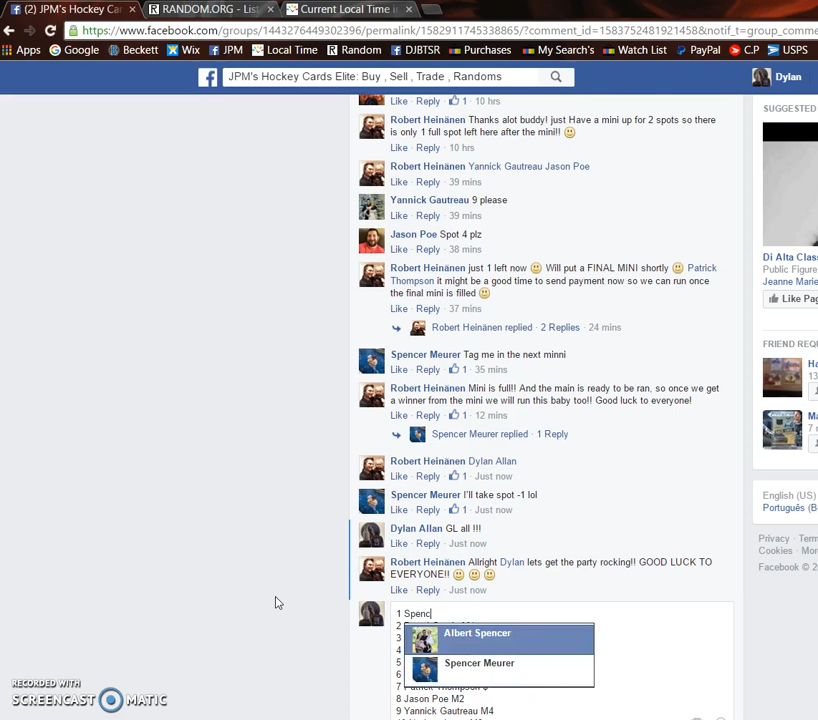 (2) JPM's Hockey Car
RANDOM.ORG - List
Current Local Time i
https://www.facebook.com/groups/1443276449302396/permalink/1582911745338865/?comment_id=1583752481921458&notif_t=group_comme
Apps Google Beckett Wix JPM Local Time Random DJBTSR Purchases My Search's Watch List PayPal C.P USPS
JPM's Hockey Cards Elite: Buy , Sell , Trade , Randoms
Dylan
Like · Reply · 1 · 10 hrs
Robert Heinänen Thanks alot buddy! just Have a mini up for 2 spots so there
is only 1 full spot left here after the mini!!
Like · Reply · 10 hrs
Robert Heinänen Yannick Gautreau Jason Poe
Like · Reply · 39 mins
Yannick Gautreau 9 please
Like · Reply · 39 mins
Jason Poe Spot 4 plz
Like · Reply · 38 mins
Robert Heinänen just 1 left now Will put a FINAL MINI shortly Patrick
Thompson it might be a good time to send payment now so we can run once
the final mini is filled
Like · Reply · 37 mins
Robert Heinänen replied · 2 Replies · 24 mins
Spencer Meurer Tag me in the next minni
Like · Reply · 1 · 35 mins
Robert Heinänen Mini is full!! And the main is ready to be ran, so once we get
a winner from the mini we will run this baby too!! Good luck to everyone!
Like · Reply · 1 · 12 mins
Spencer Meurer replied · 1 Reply
Robert Heinänen Dylan Allan
Like · Reply · 1 · Just now
Spencer Meurer I'll take spot -1 lol
Like · Reply · 1 · Just now
Dylan Allan GL all !!!
Like · Reply · Just now
Robert Heinänen Allright Dylan lets get the party rocking!! GOOD LUCK TO
EVERYONE!!
Like · Reply · Just now
1 Spenc
2
3
4
5
6
7
8 Jason Poe M2
9 Yannick Gautreau M4
Albert Spencer
Spencer Meurer
SUGGESTED
Di Alta Clas
Public Figure
Jeanne Marie
Like Pag
FRIEND REQ
Ha
13
Ma
7 m
English (US)
Português (B
Privacy · Term
Cookies · Mor
Facebook © 20
RECORDED WITH
SCREENCAST MATIC